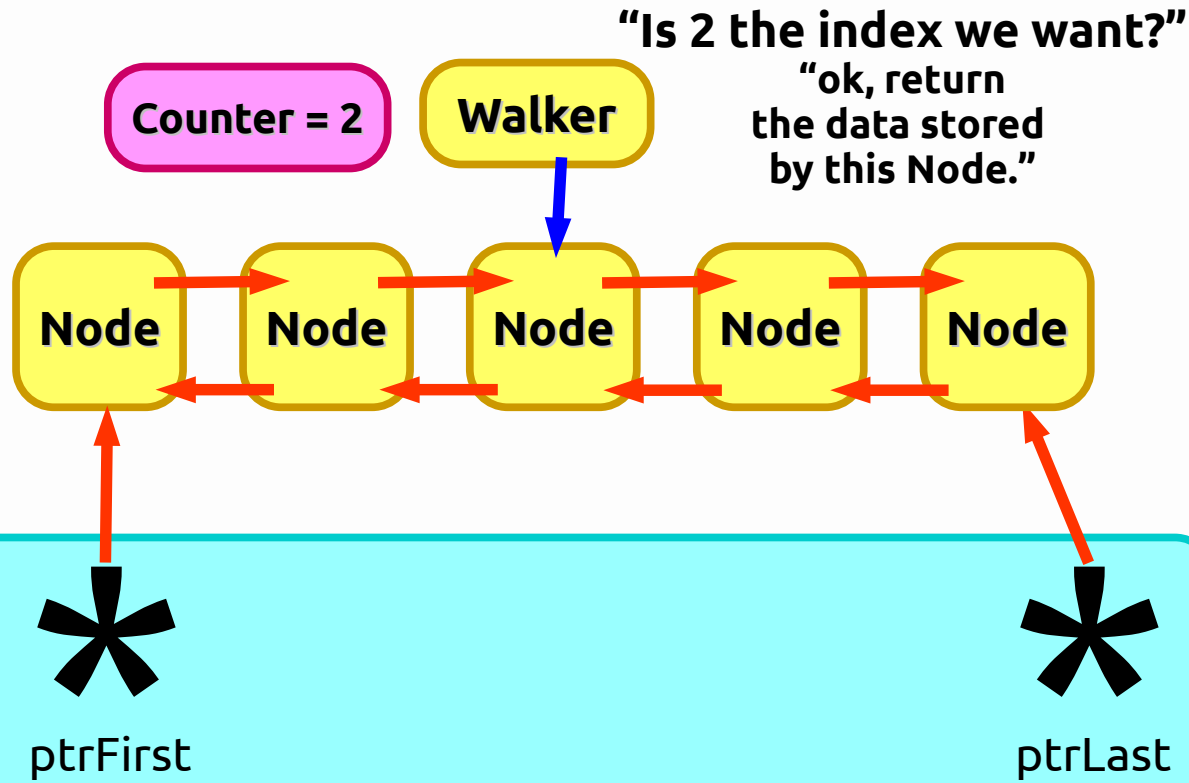 “Is 2 the index we want?”
“ok, return
the data stored
by this Node.”
Counter = 2
Walker
Node
Node
Node
Node
Node
*
*
ptrFirst
ptrLast